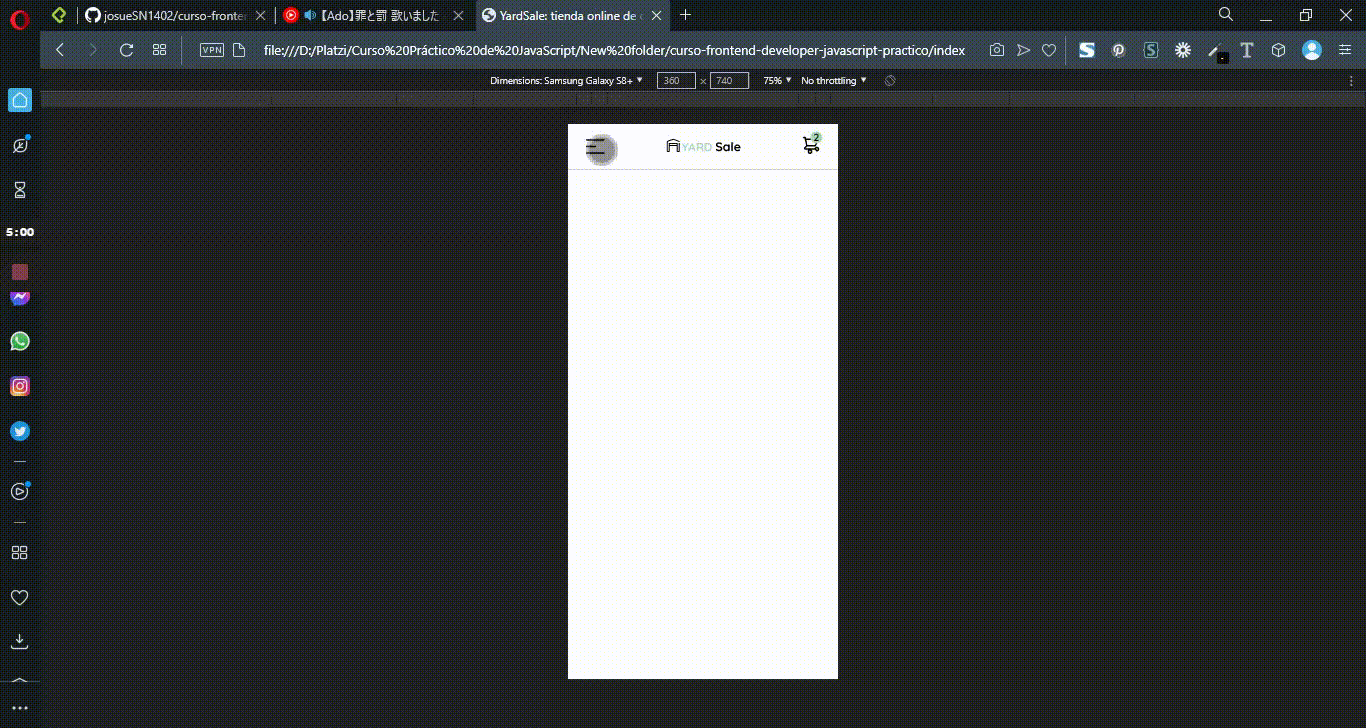 josueSN1402/curso-fronte
【Ado】罪と罰 歌いました
YardSale: tienda online de
VPN
file:///D:/Platzi/Curso%20Práctico%20de%20JavaScript/New%20folder/curso-frontend-developer-javascript-practico/index
Dimensions: Samsung Galaxy S8+ ▼ 360 × 740 75% ▼ No throttling ▼
5:00
YARD Sale
2